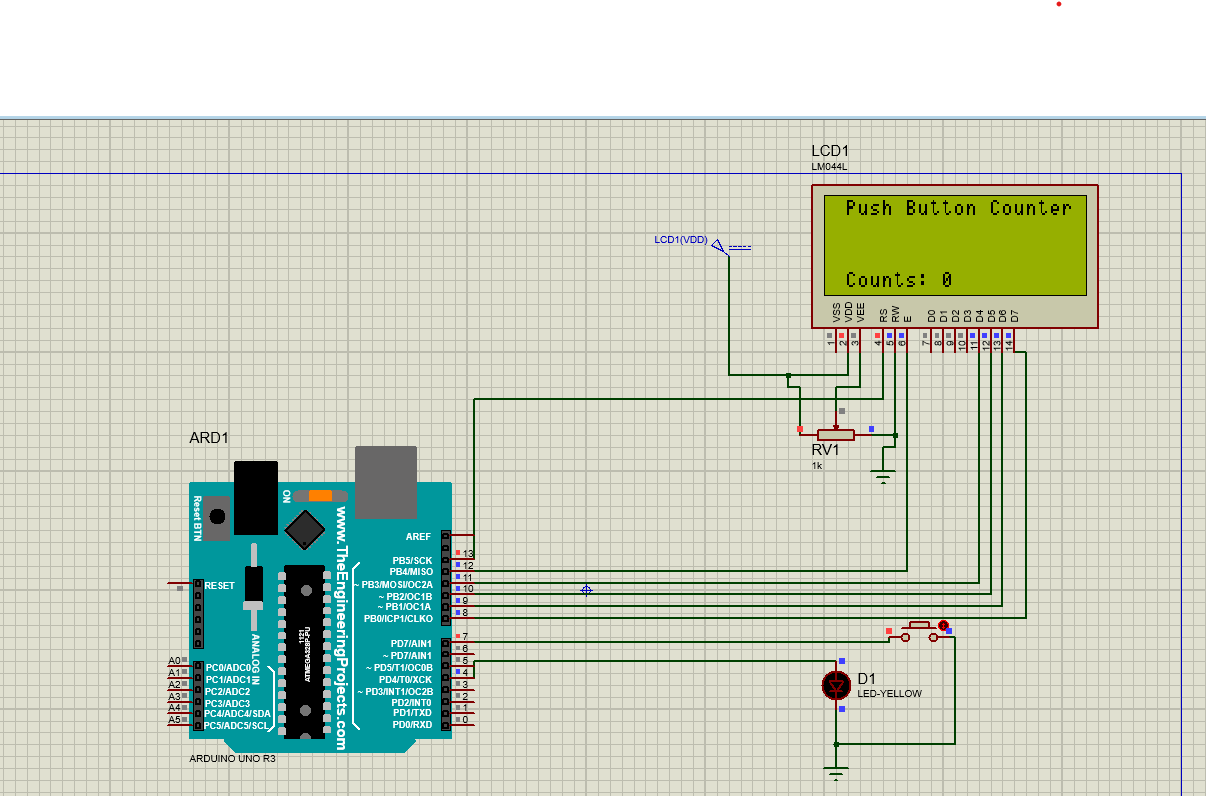 LCD1
LM044L
Push Button Counter
Counts: 0
LCD1(VDD)
VSS
VDD
VEE
RS
RW
E
D0
D1
D2
D3
D4
D5
D6
D7
1
2
3
4
5
6
7
8
9
10
11
12
13
14
RV1
1k
ARD1
Reset BTN
ON
www.TheEngineeringProjects.com
RESET
ANALOG IN
1121
ATMEGA328P-PU
AREF
PB5/SCK 13
PB4/MISO 12
~ PB3/MOSI/OC2A 11
~ PB2/OC1B 10
~ PB1/OC1A 9
PB0/ICP1/CLKO 8
PD7/AIN1 7
~ PD7/AIN1 6
~ PD5/T1/OC0B 5
PD4/T0/XCK 4
~ PD3/INT1/OC2B 3
PD2/INT0 2
PD1/TXD 1
PD0/RXD 0
A0 PC0/ADC0
A1 PC1/ADC1
A2 PC2/ADC2
A3 PC3/ADC3
A4 PC4/ADC4/SDA
A5 PC5/ADC5/SCL
ARDUINO UNO R3
D1
LED-YELLOW